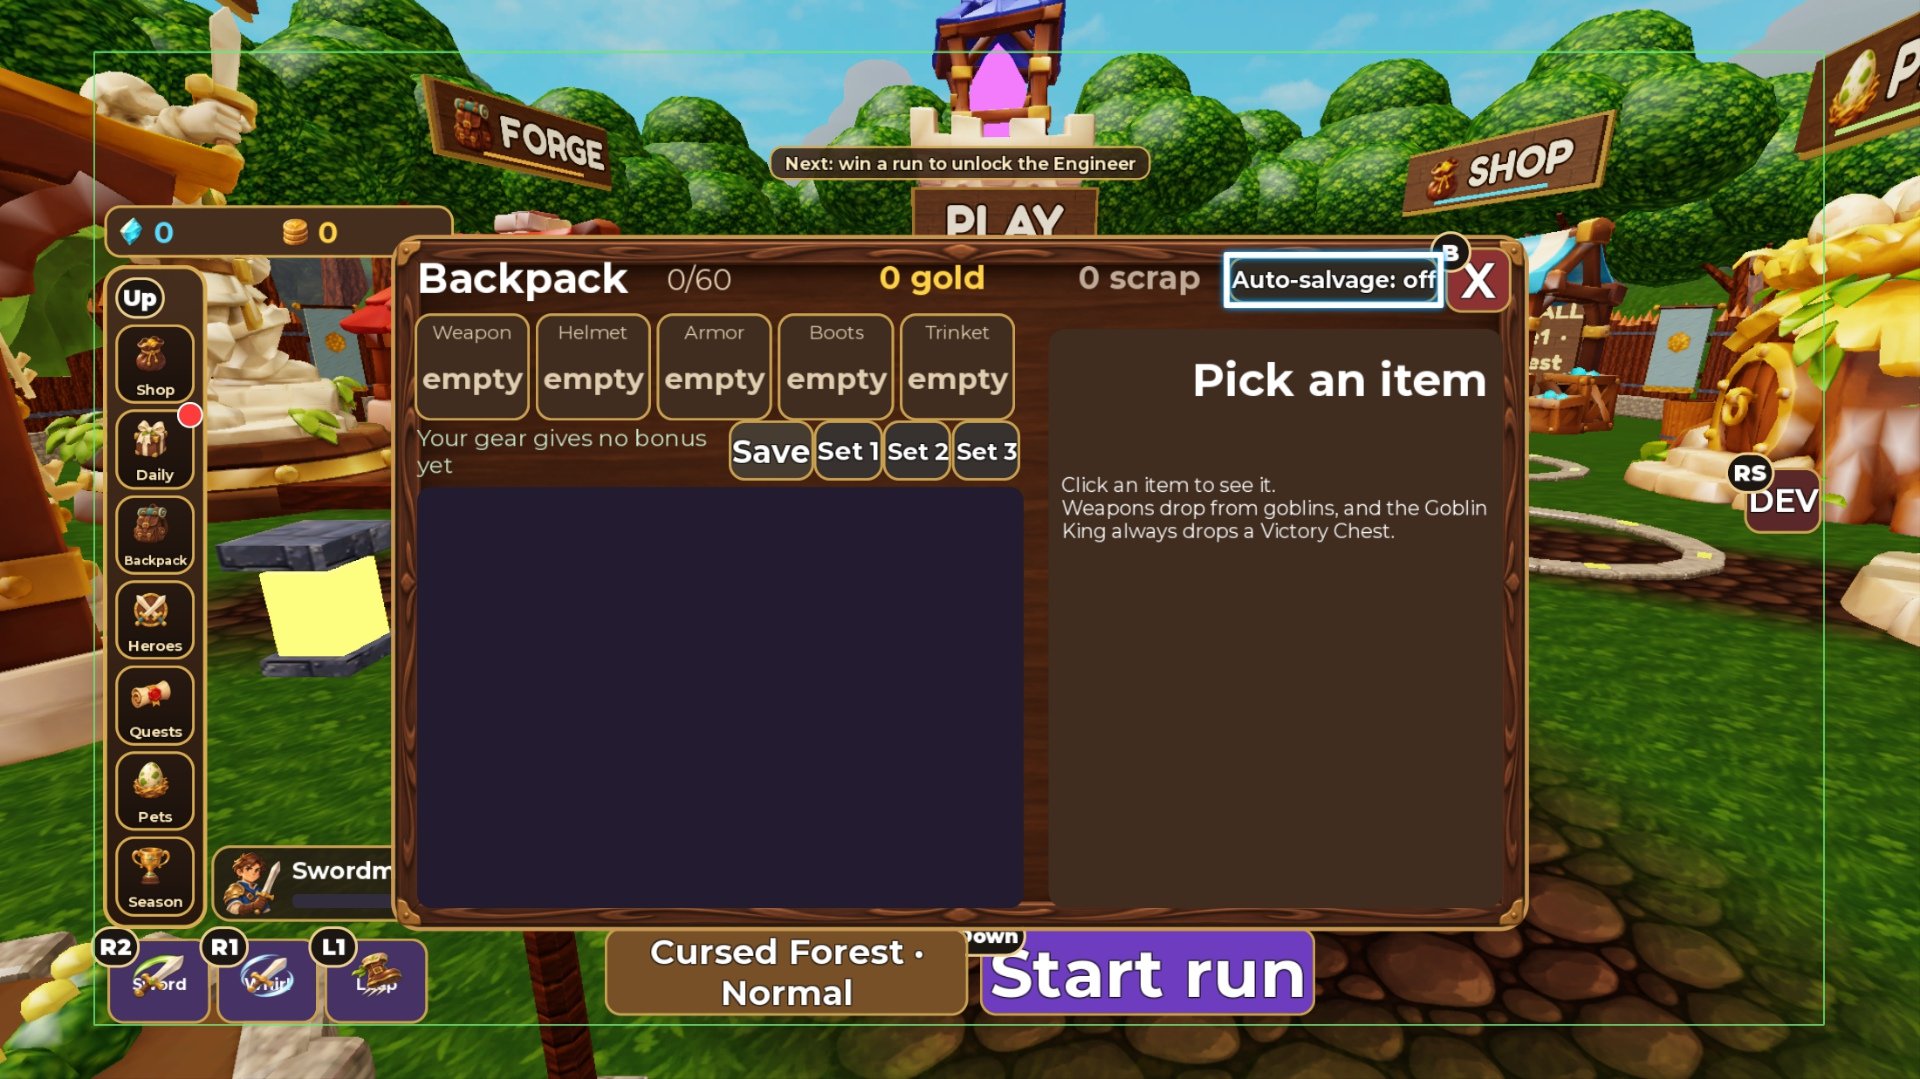 FORGE
SHOP
Next: win a run to unlock the Engineer
PLAY
0
0
Up
Shop
Daily
Backpack
Heroes
Quests
Pets
Season
Backpack
0/60
0 gold
0 scrap
Auto-salvage: off
B
X
Weapon
Helmet
Armor
Boots
Trinket
empty
empty
empty
empty
empty
Your gear gives no bonus
yet
Save
Set 1
Set 2
Set 3
Pick an item
Click an item to see it.
Weapons drop from goblins, and the Goblin
King always drops a Victory Chest.
RS
DEV
Swordm
R2
R1
L1
Sword
Whirl
Cursed Forest ·
Normal
Down
Start run